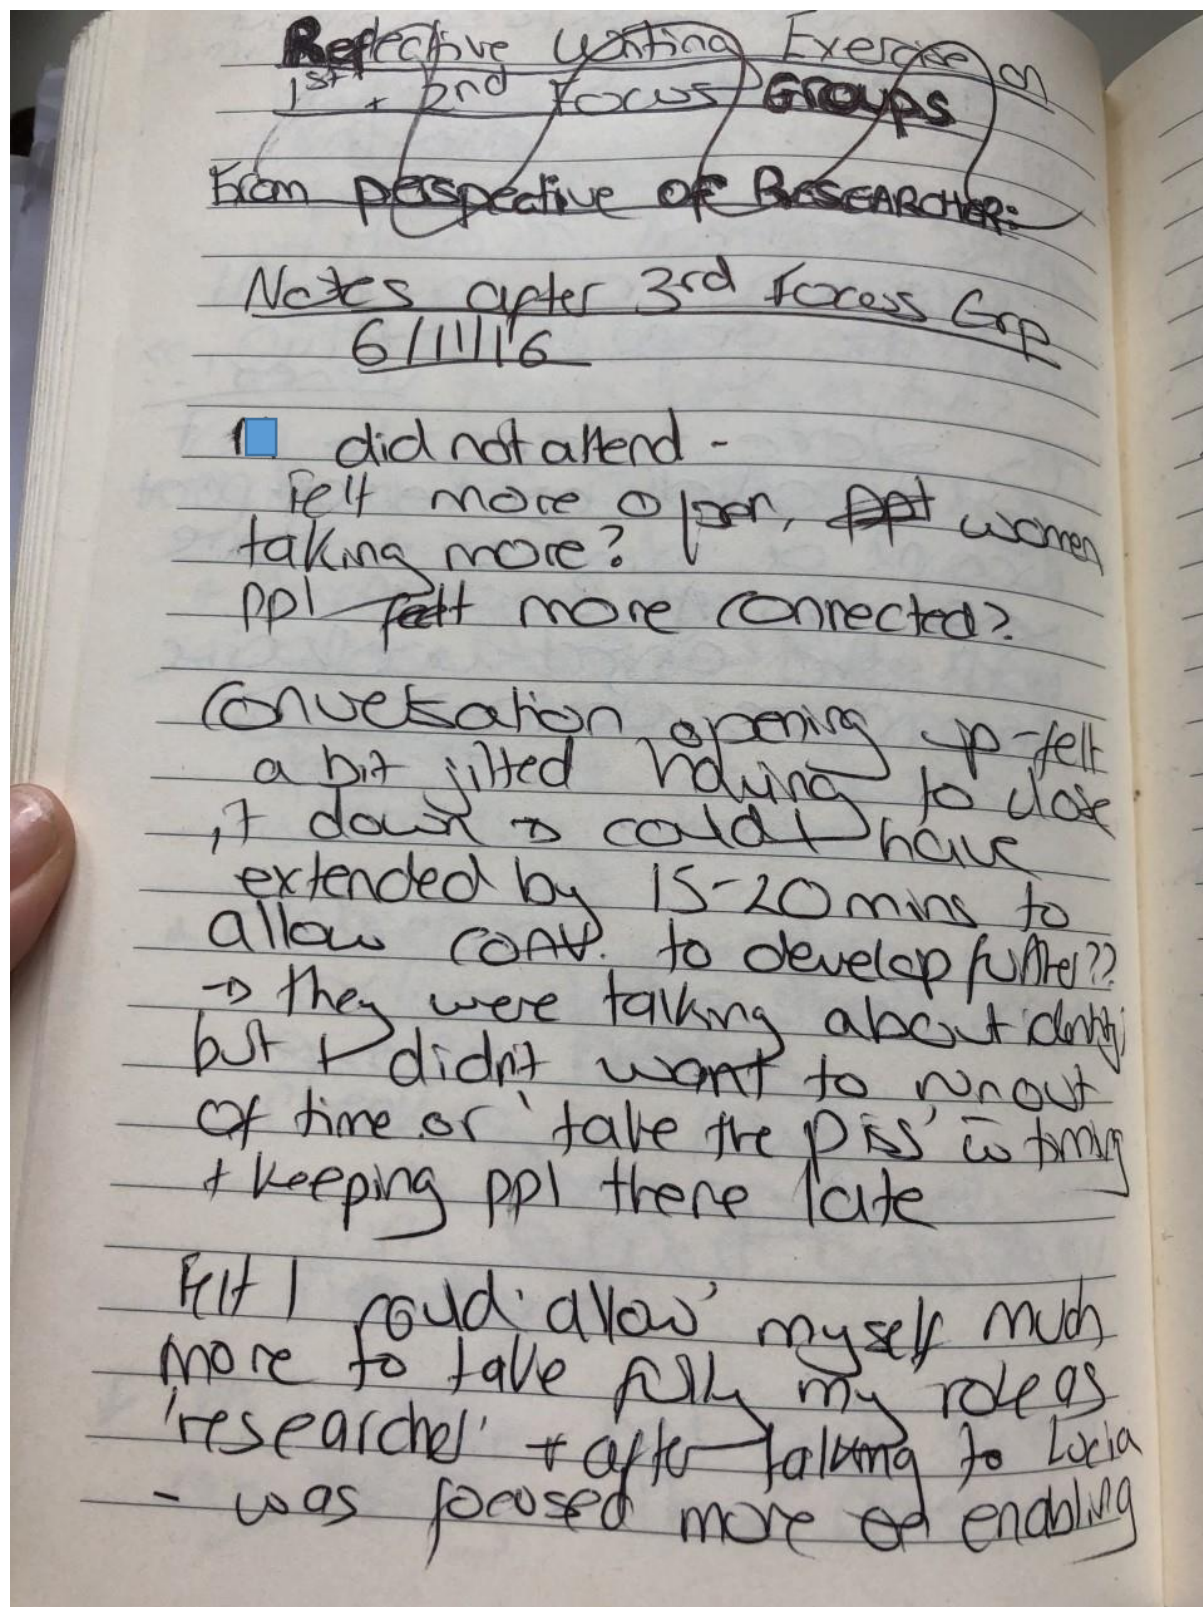 Reflective Writing Exercise on
1st + 2nd Focus GROUPS
From perspective of RESEARCHER:
Notes after 3rd Focess Grp
6/11/16
did not attend -
Felt more open, ppt women
talking more?
ppl felt more connected?
Conversation opening up-felt
a bit jilted having to close
it down → could I have
extended by 15-20 mins to
allow conv. to develop further??
→ they were talking about identity
but I didn't want to run out
of time or 'take the piss' timing
+ keeping ppl there late
Felt I could 'allow' myself much
more to take fully my role as
'researcher' + after talking to Lucia
- was focused more enabling